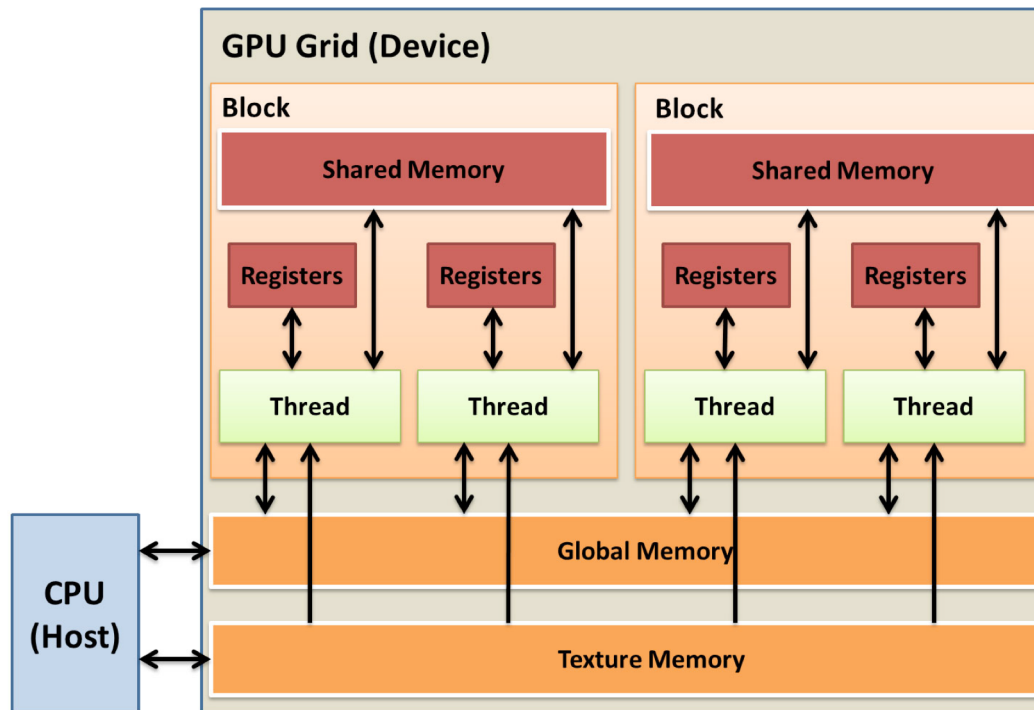 GPU Grid (Device)
Block
Shared Memory
Registers
Registers
Thread
Thread
Block
Shared Memory
Registers
Registers
Thread
Thread
CPU
(Host)
Global Memory
Texture Memory